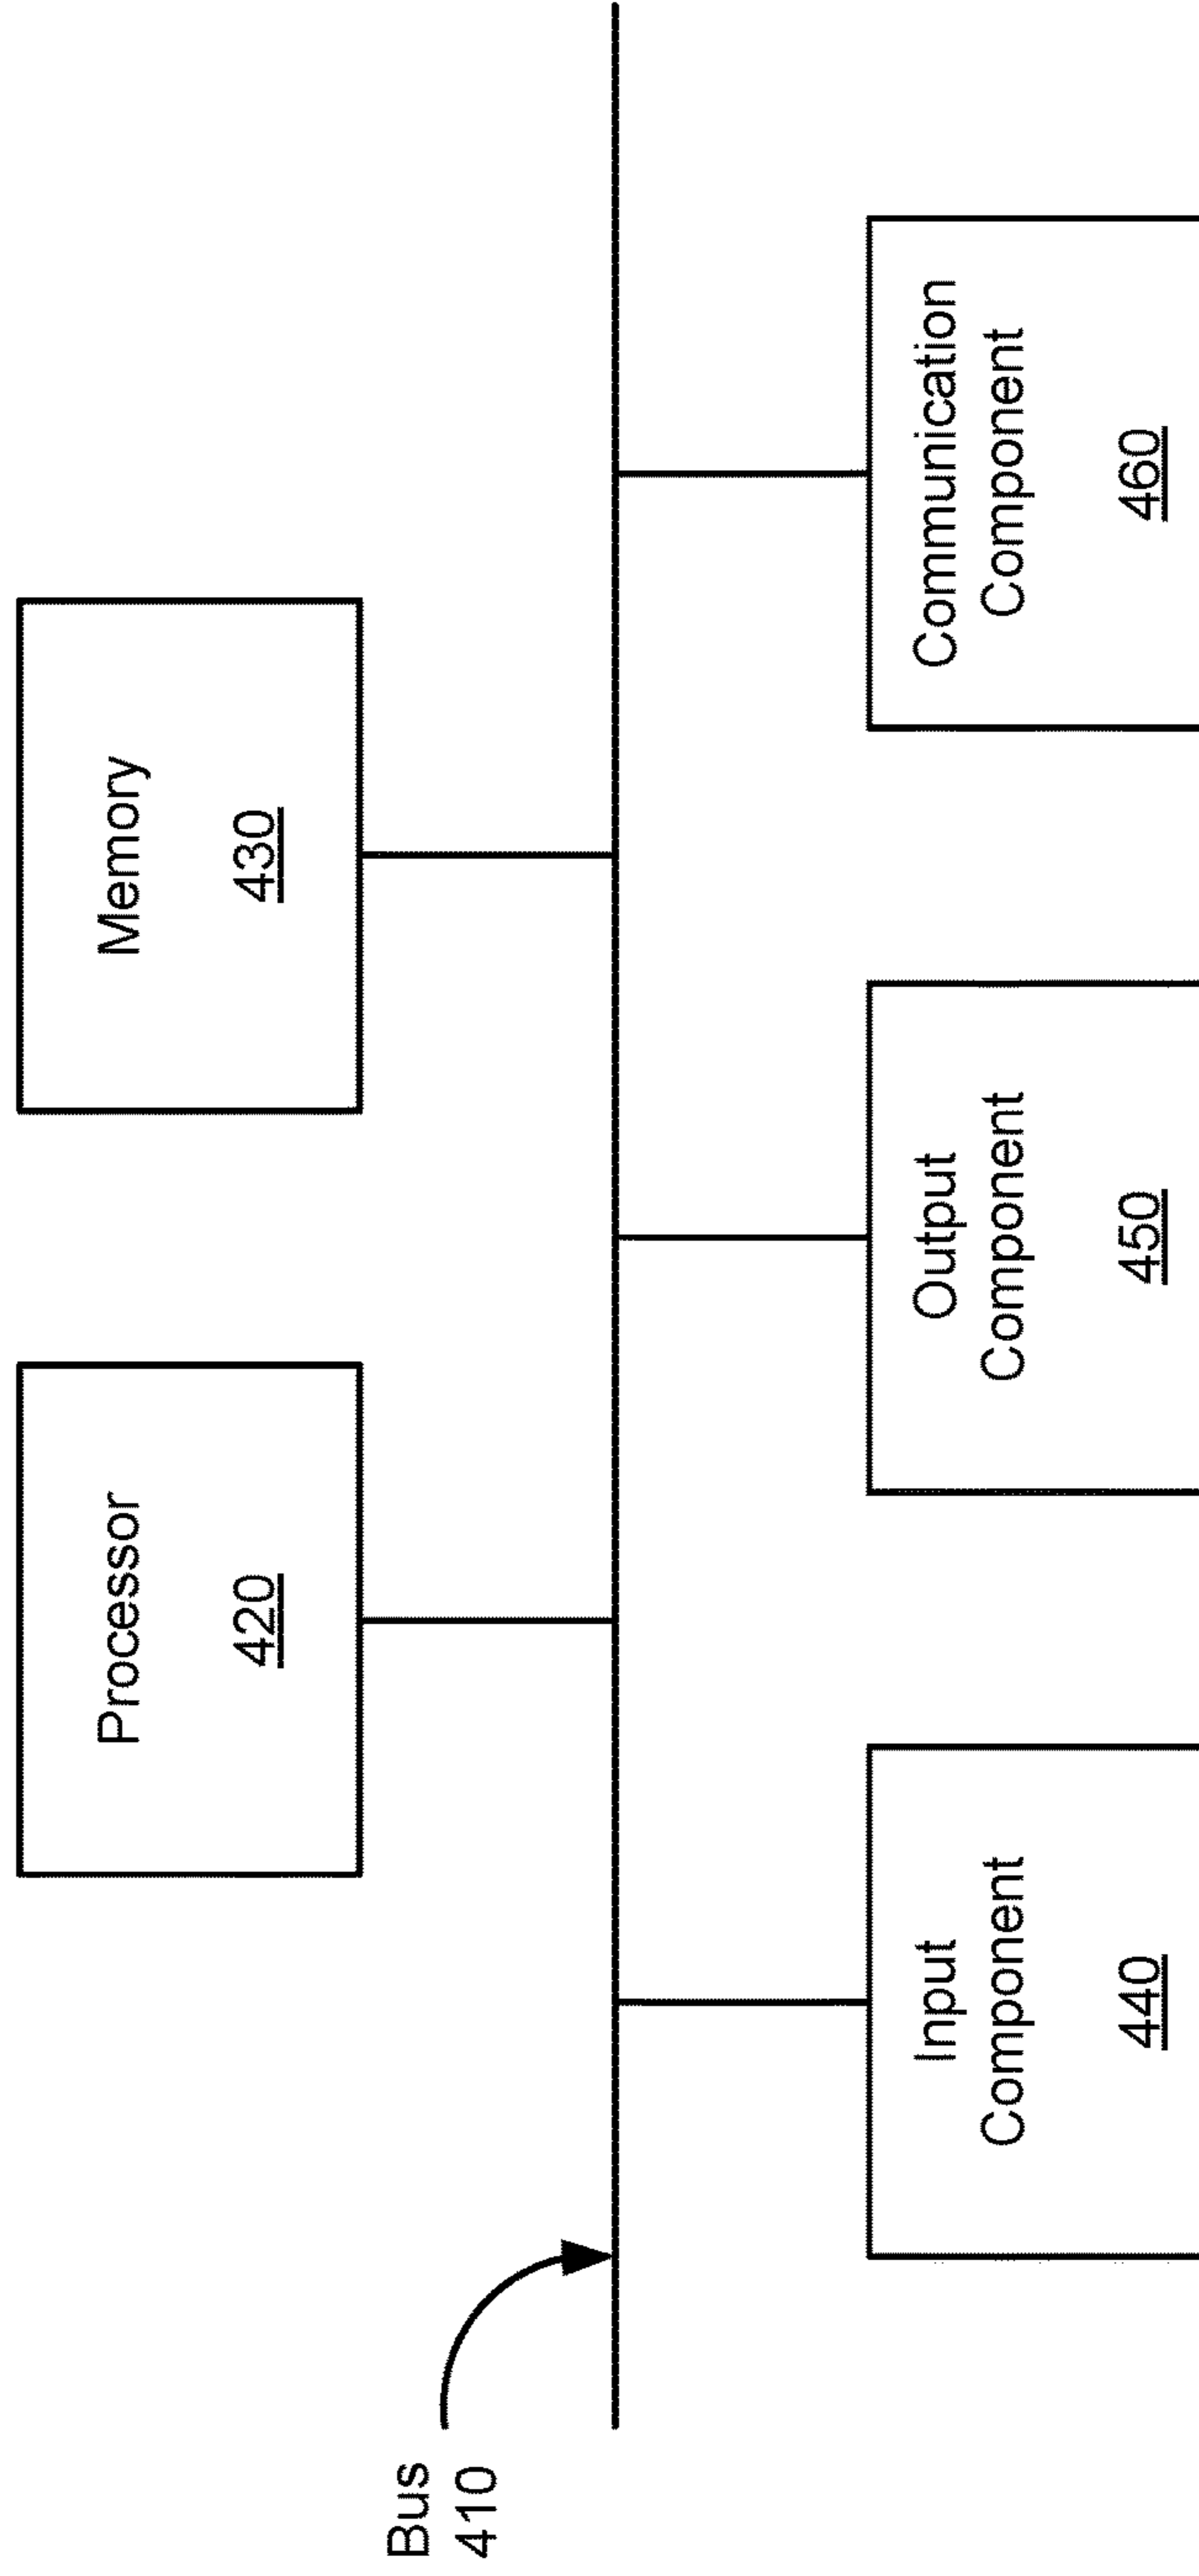 Processor
420
Memory
430
Bus
410
Input
Component
440
Output
Component
450
Communication
Component
460